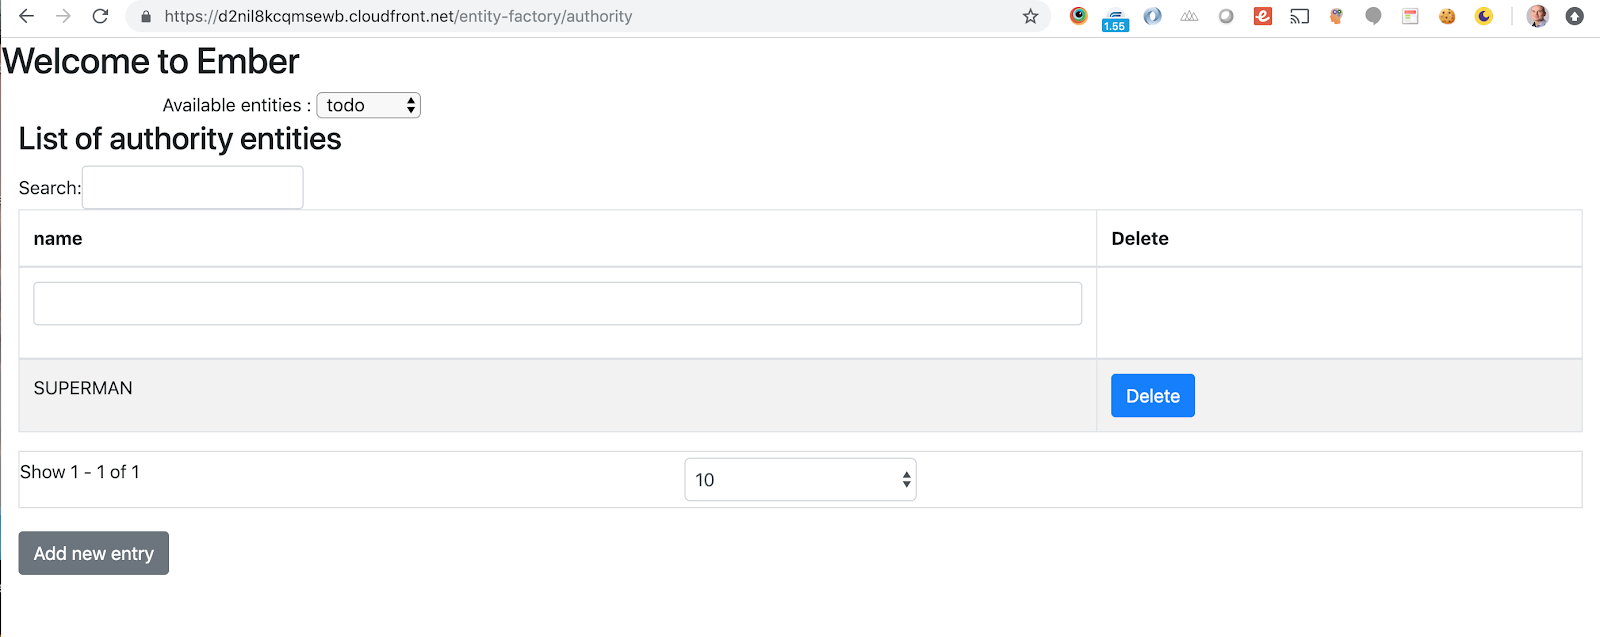 https://d2nil8kcqmsewb.cloudfront.net/entity-factory/authority
1.55
Welcome to Ember
Available entities : todo
List of authority entities
Search:
name Delete
SUPERMAN Delete
Show 1 - 1 of 1 10
Add new entry